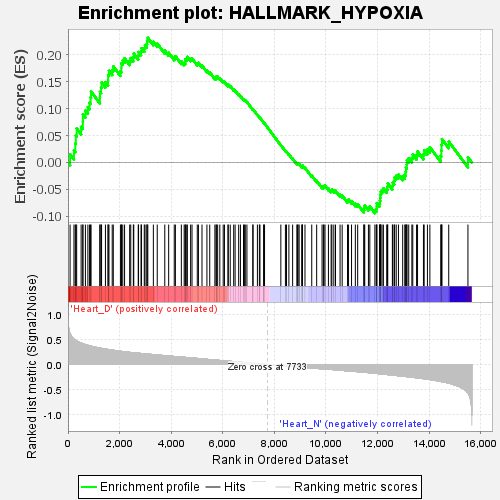 Enrichment plot: HALLMARK_HYPOXIA
Enrichment score (ES)
0.20
0.15
0.10
0.05
0.00
-0.05
-0.10
'Heart_D' (positively correlated)
Ranked list metric (Signal2Noise)
1.0
0.5
0.0
-0.5
-1.0
Zero cross at 7733
'Heart_N' (negatively correlated)
0
2,000
4,000
6,000
8,000
10,000
12,000
14,000
16,000
Rank in Ordered Dataset
Enrichment profile
Hits
Ranking metric scores